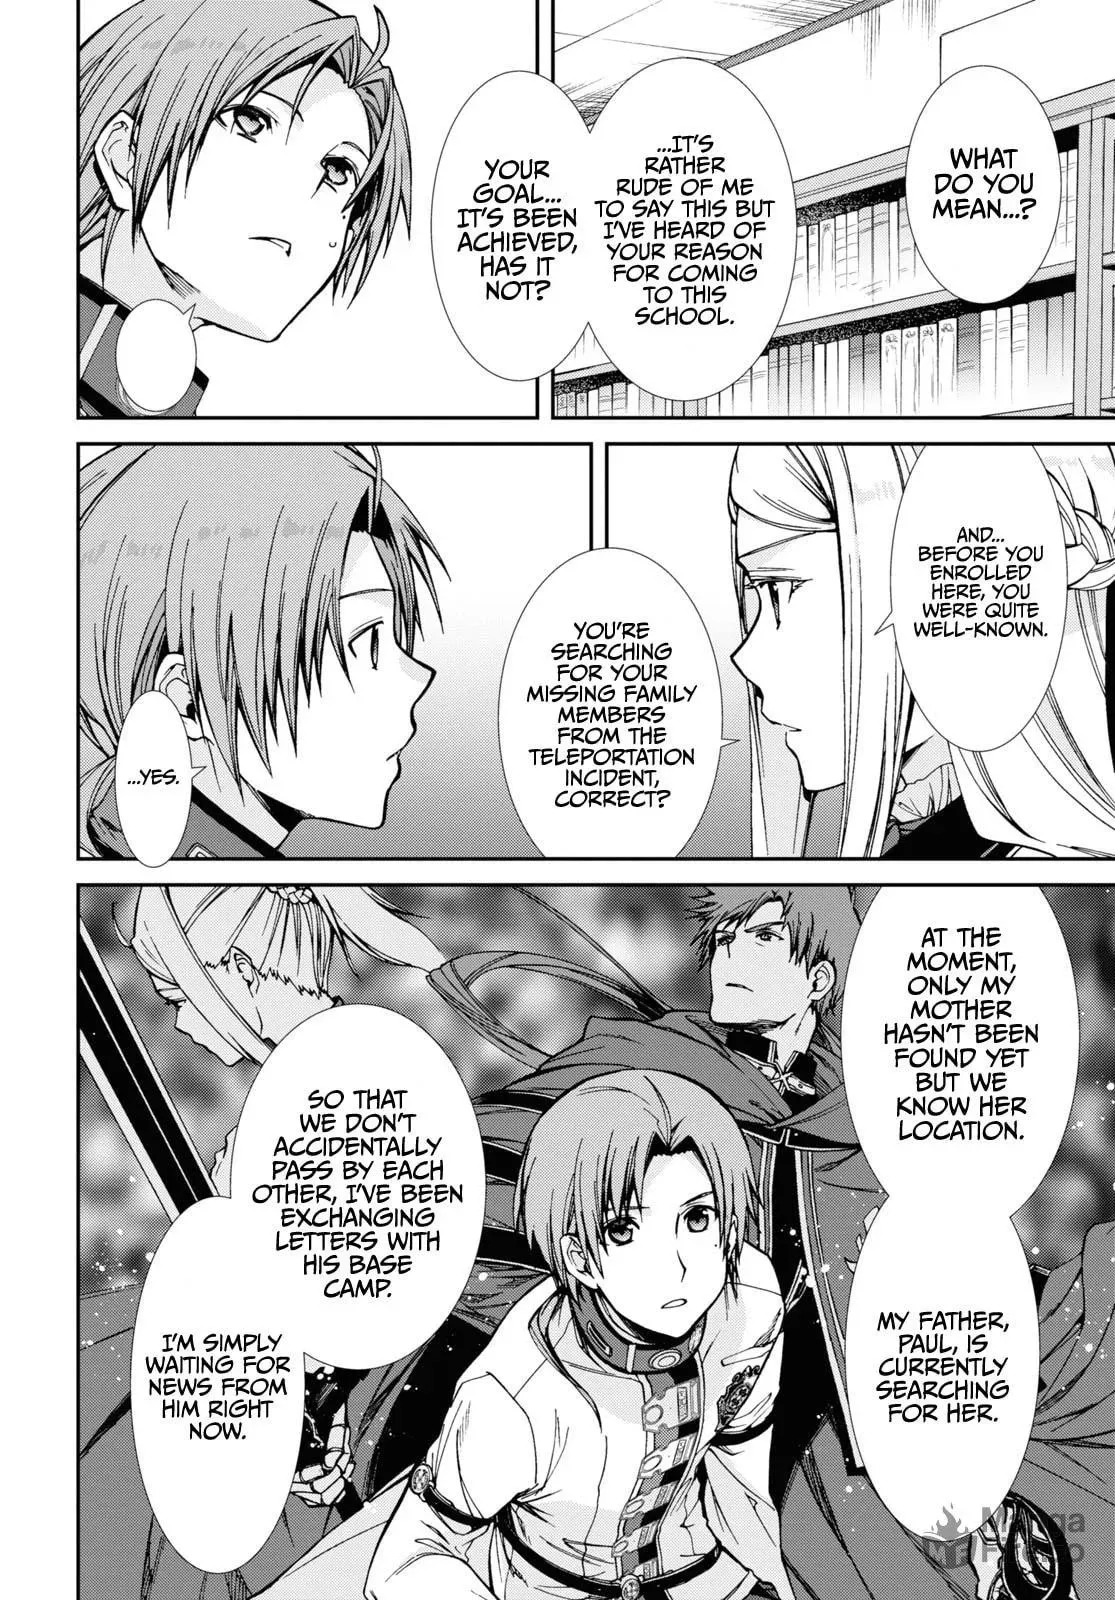 WHAT
DO YOU
MEAN...?
...IT'S
RATHER
RUDE OF ME
TO SAY THIS BUT
I'VE HEARD OF
YOUR REASON
FOR COMING
TO THIS
SCHOOL.
YOUR
GOAL...
IT'S BEEN
ACHIEVED,
HAS IT
NOT?
AND...
BEFORE YOU
ENROLLED
HERE, YOU
WERE QUITE
WELL-KNOWN.
YOU'RE
SEARCHING
FOR YOUR
MISSING FAMILY
MEMBERS
FROM THE
TELEPORTATION
INCIDENT,
CORRECT?
...YES.
AT THE
MOMENT,
ONLY MY
MOTHER
HASN'T BEEN
FOUND YET
BUT WE
KNOW HER
LOCATION.
MY FATHER,
PAUL, IS
CURRENTLY
SEARCHING
FOR HER.
SO THAT
WE DON'T
ACCIDENTALLY
PASS BY EACH
OTHER, I'VE BEEN
EXCHANGING
LETTERS WITH
HIS BASE
CAMP.
I'M SIMPLY
WAITING FOR
NEWS FROM
HIM RIGHT
NOW.